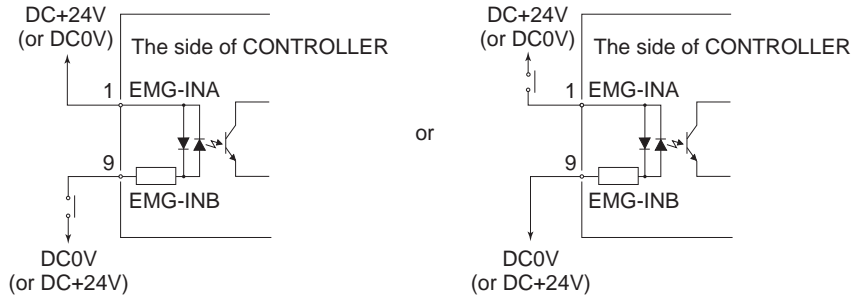 DC+24V
(or DC0V)
The side of CONTROLLER
1 EMG-INA
9
EMG-INB
DC0V
(or DC+24V)
or
DC+24V
(or DC0V)
The side of CONTROLLER
1 EMG-INA
9
EMG-INB
DC0V
(or DC+24V)